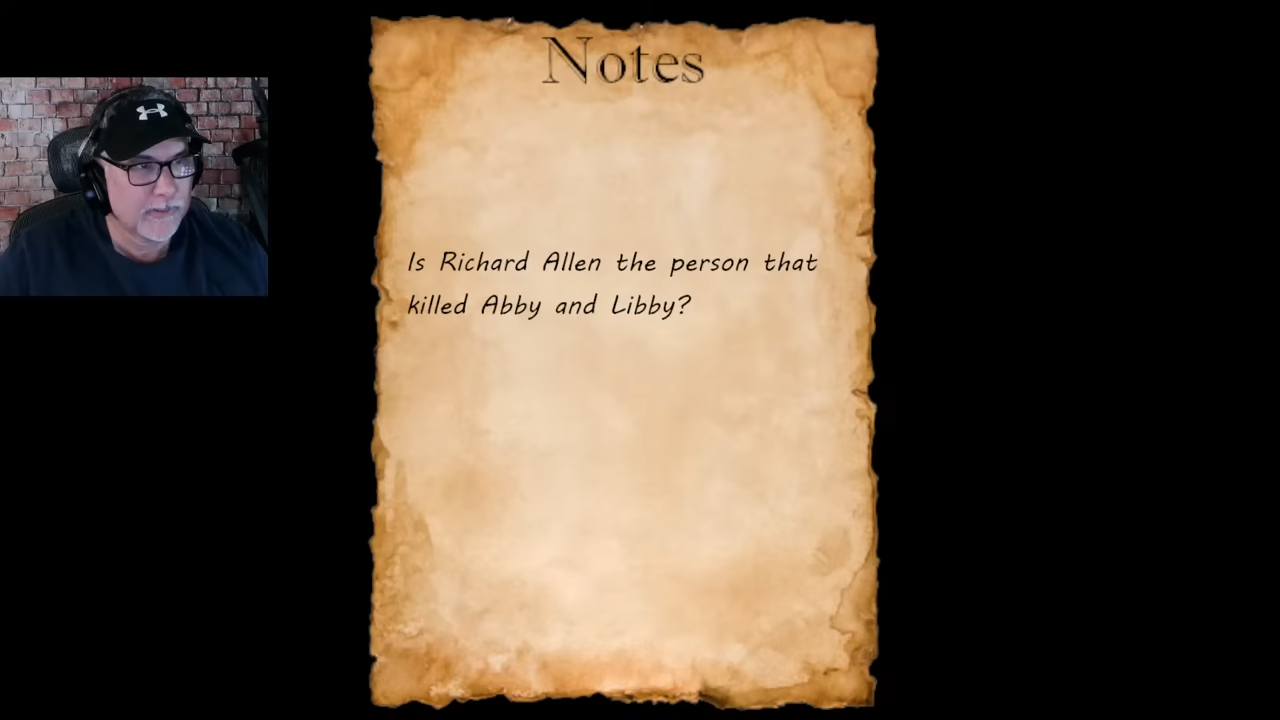 Notes
Is Richard Allen the person that
killed Abby and Libby?